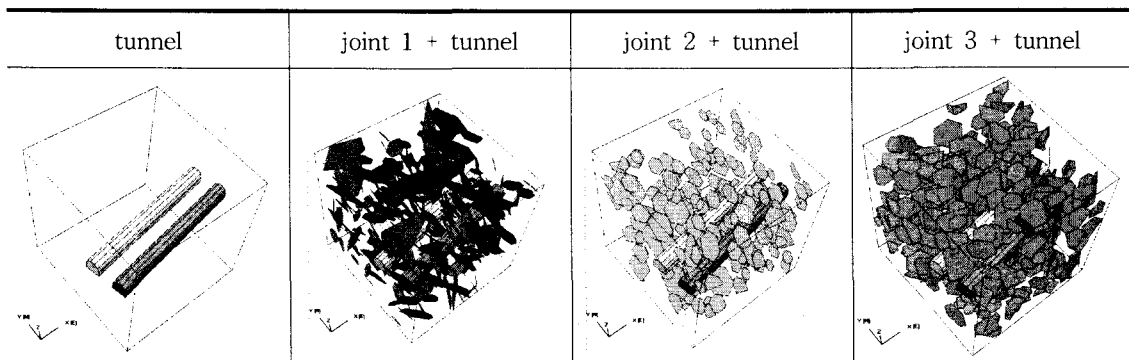 tunnel
joint 1 + tunnel
joint 2 + tunnel
joint 3 + tunnel
Y [N]
Z
X [E]
Y [N]
Z
X [E]
Y [N]
Z
X [E]
Y [N]
Z
X [E]